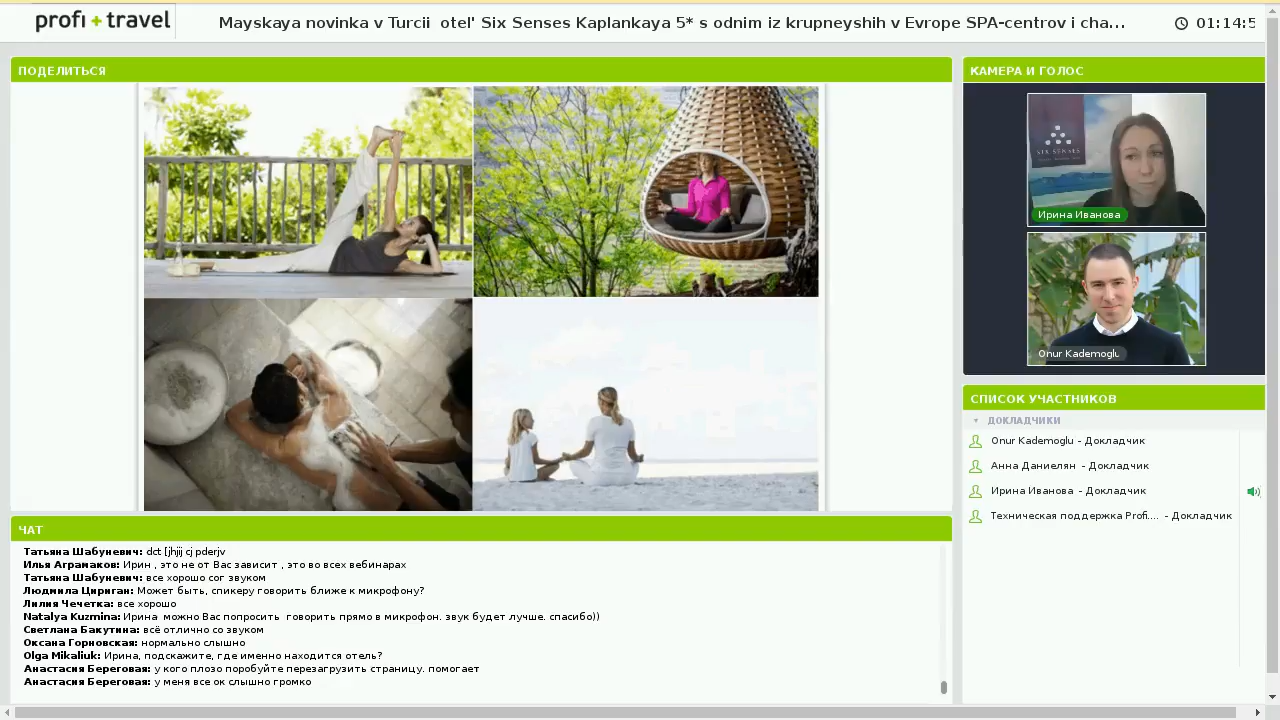 profi + travel
Mayskaya novinka v Turcii otel' Six Senses Kaplankaya 5* s odnim iz krupneyshih v Evrope SPA-centrov i cha...
01:14:5
ПОДЕЛИТЬСЯ
КАМЕРА И ГОЛОС
SIX SENSES
Ирина Иванова
Onur Kademoglu
СПИСОК УЧАСТНИКОВ
ДОКЛАДЧИКИ
Onur Kademoglu - Докладчик
Анна Даниелян - Докладчик
Ирина Иванова - Докладчик
Техническая поддержка Profi.... - Докладчик
ЧАТ
Татьяна Шабуневич: dct [jhjij cj pderjv
Илья Аграмаков: Ирин , это не от Вас зависит , это во всех вебинарах
Татьяна Шабуневич: все хорошо сог звуком
Людмила Цириган: Может быть, спикеру говорить ближе к микрофону?
Лилия Чечетка: все хорошо
Natalya Kuzmina: Ирина можно Вас попросить говорить прямо в микрофон. звук будет лучше. спасибо))
Светлана Бакутина: всё отлично со звуком
Оксана Горновская: нормально слышно
Olga Mikaliuk: Ирина, подскажите, где именно находится отель?
Анастасия Береговая: у кого плозо поробуйте перезагрузить страницу. помогает
Анастасия Береговая: у меня все ок слышно громко